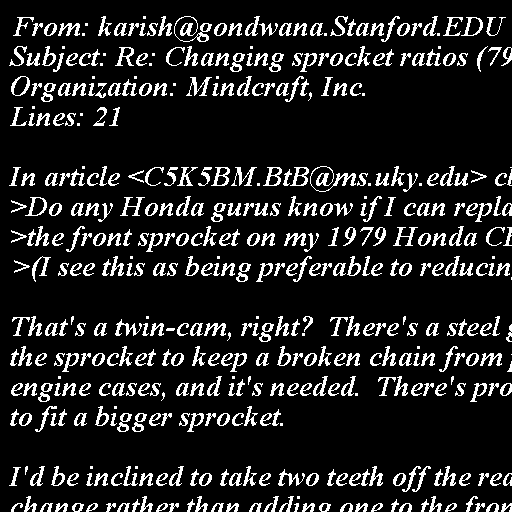 From: karish@gondwana.Stanford.EDU
Subject: Re: Changing sprocket ratios (79
Organization: Mindcraft, Inc.
Lines: 21
In article <C5K5BM.BtB@ms.uky.edu> cl
>Do any Honda gurus know if I can repla
>the front sprocket on my 1979 Honda CB
>(I see this as being preferable to reducin
That's a twin-cam, right?  There's a steel g
the sprocket to keep a broken chain from p
engine cases, and it's needed.  There's pro
to fit a bigger sprocket.
I'd be inclined to take two teeth off the rea
change rather than adding one to the fron